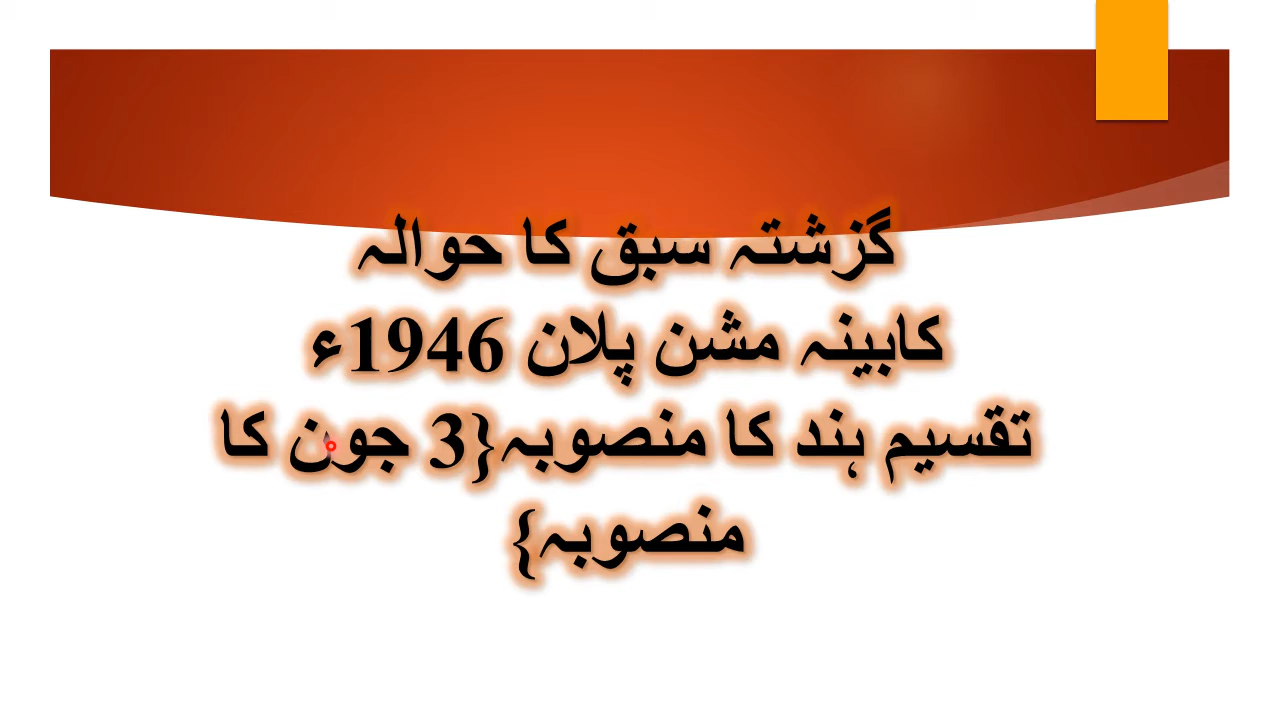 گزشتہ سبق کا حوالہ
کابینہ مشن پلان 1946ء
تقسیم ہند کا منصوبہ{3 جون کا
منصوبہ}